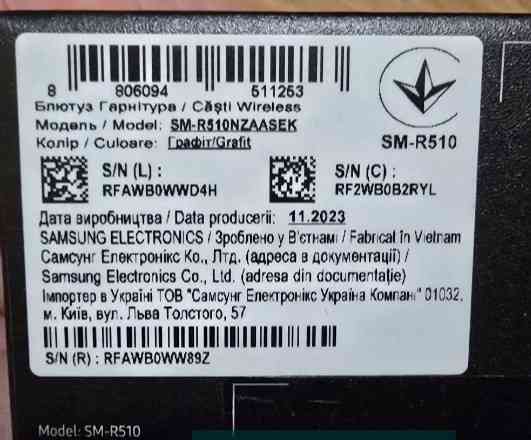 8 806094 511253
Блютуз Гарнітура / Căști Wireless
Модель / Model: SM-R510NZAASEK
Колір / Culoare: Графіт/Grafit
SM-R510
S/N (L) :
RFAWB0WWD4H
S/N (C) :
RF2WB0B2RYL
Дата виробництва / Data producerii: 11.2023
SAMSUNG ELECTRONICS / Зроблено у В'єтнамі / Fabricat în Vietnam
Самсунг Електронікс Ко., Лтд. (адреса в документації) /
Samsung Electronics Co., Ltd. (adresa din documentație)
Імпортер в Україні ТОВ "Самсунг Електронікс Україна Компані" 01032,
м. Київ, вул. Льва Толстого, 57
S/N (R) : RFAWB0WW89Z
Model: SM-R510